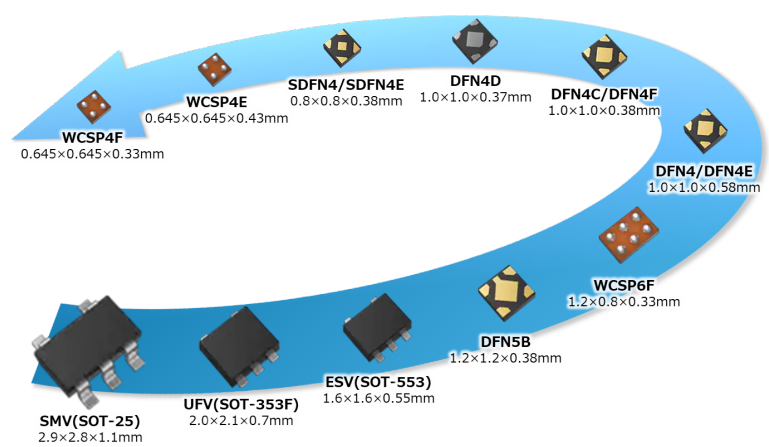 SDFN4/SDFN4E
0.8×0.8×0.38mm
DFN4D
1.0×1.0×0.37mm
DFN4C/DFN4F
1.0×1.0×0.38mm
WCSP4E
0.645×0.645×0.43mm
WCSP4F
0.645×0.645×0.33mm
DFN4/DFN4E
1.0×1.0×0.58mm
WCSP6F
1.2×0.8×0.33mm
DFN5B
1.2×1.2×0.38mm
ESV(SOT-553)
1.6×1.6×0.55mm
UFV(SOT-353F)
2.0×2.1×0.7mm
SMV(SOT-25)
2.9×2.8×1.1mm